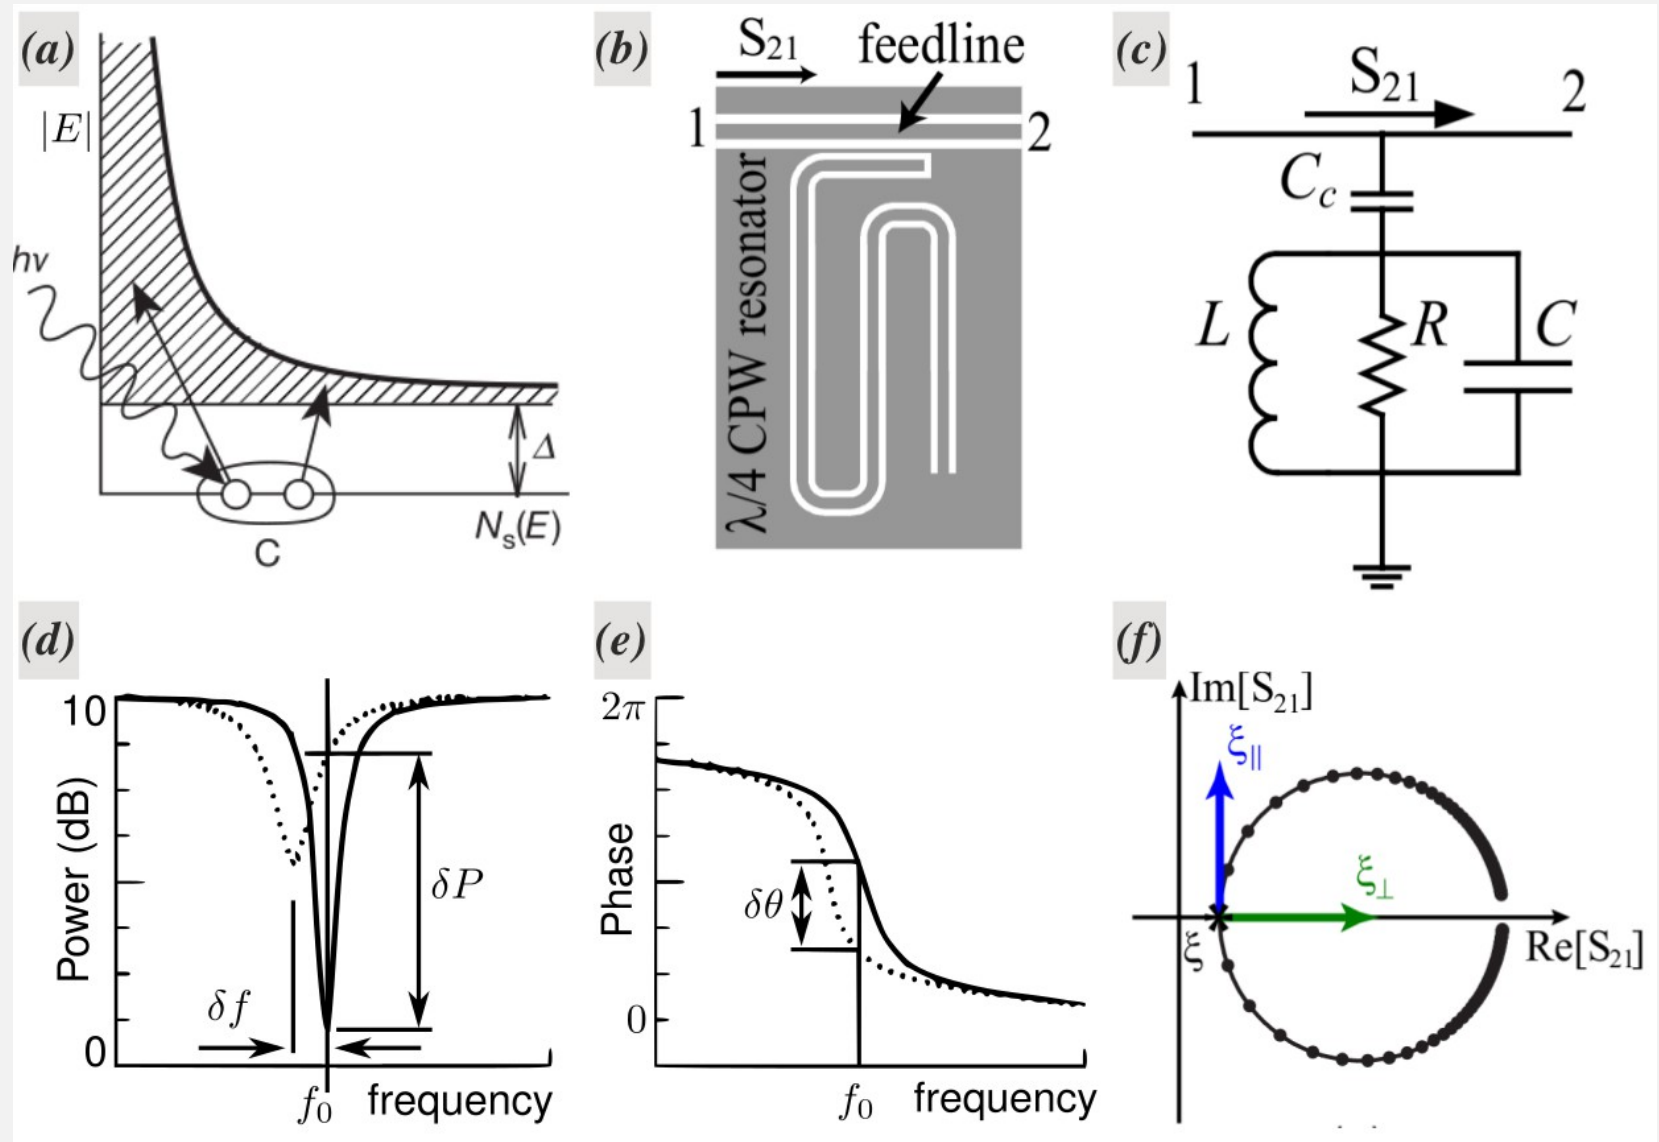 (a)
|E|
hν
Δ
Nₛ(E)
C
(b)
S₂₁
feedline
1
2
λ/4 CPW resonator
(c)
1
S₂₁
2
C_c
L
R
C
(d)
10
Power (dB)
δP
δf
0
f₀
frequency
(e)
2π
Phase
δθ
0
f₀
frequency
(f)
Im[S₂₁]
ξ∥
ξ⊥
ξ
Re[S₂₁]